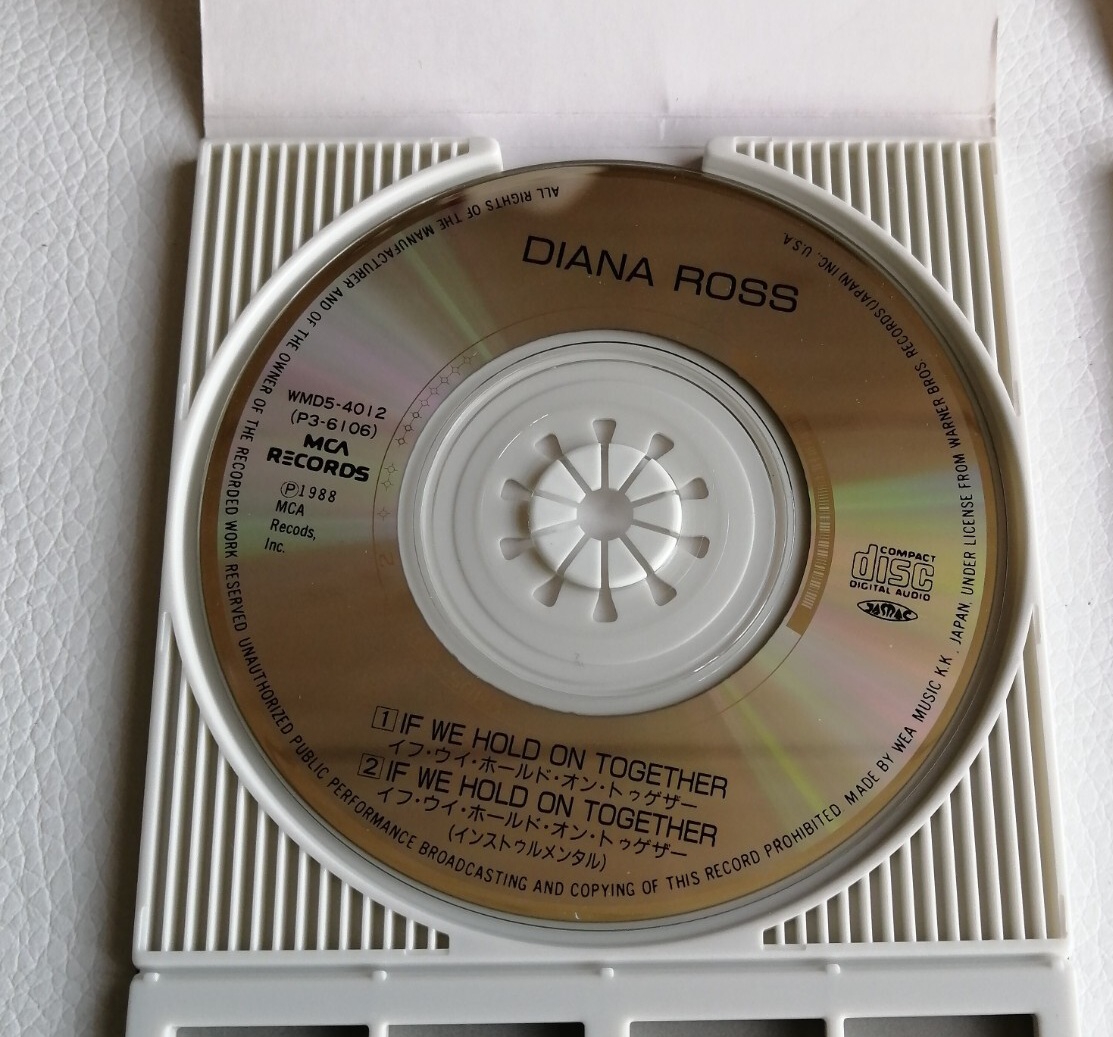 DIANA ROSS
WMD5-4012
(P3-6106)
MCA
RECORDS
Ⓟ1988
MCA
Recods,
Inc.
COMPACT
disc
DIGITAL AUDIO
JASRAC
1 IF WE HOLD ON TOGETHER
イフ・ウイ・ホールド・オン・トゥゲザー
2 IF WE HOLD ON TOGETHER
イフ・ウイ・ホールド・オン・トゥゲザー
(インストゥルメンタル)
ALL RIGHTS OF THE MANUFACTURER AND OF THE OWNER OF THE RECORDED WORK RESERVED UNAUTHORIZED PUBLIC PERFORMANCE BROADCASTING AND COPYING OF THIS RECORD PROHIBITED MADE BY WEA MUSIC K.K. JAPAN, UNDER LICENSE FROM WARNER BROS. RECORDS(JAPAN) INC. U.S.A.